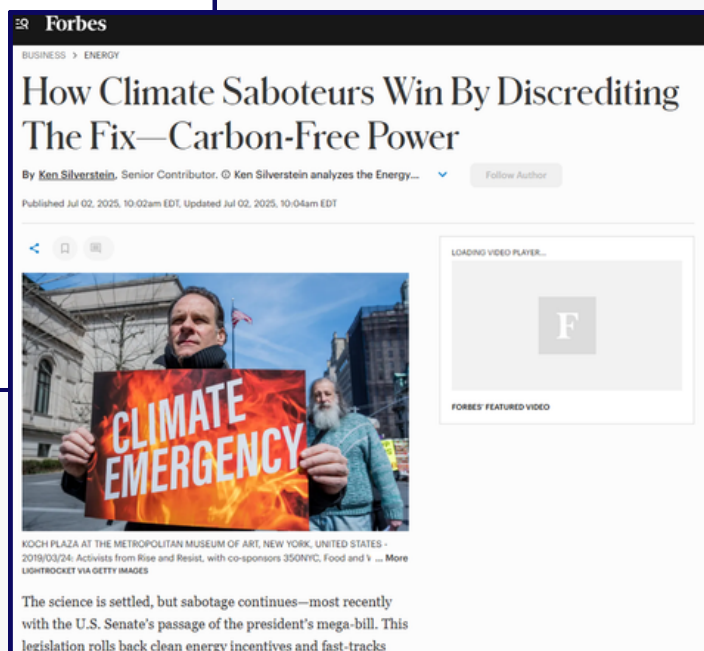 Forbes
BUSINESS > ENERGY
How Climate Saboteurs Win By Discrediting
The Fix—Carbon-Free Power
By Ken Silverstein, Senior Contributor. ⓘ Ken Silverstein analyzes the Energy...
Follow Author
Published Jul 02, 2025, 10:02am EDT, Updated Jul 02, 2025, 10:04am EDT
LOADING VIDEO PLAYER...
F
FORBES' FEATURED VIDEO
CLIMATE
EMERGENCY
KOCH PLAZA AT THE METROPOLITAN MUSEUM OF ART, NEW YORK, UNITED STATES -
2019/03/24: Activists from Rise and Resist, with co-sponsors 350NYC, Food and ... More
LIGHTROCKET VIA GETTY IMAGES
The science is settled, but sabotage continues—most recently
with the U.S. Senate's passage of the president's mega-bill. This
legislation rolls back clean energy incentives and fast-tracks